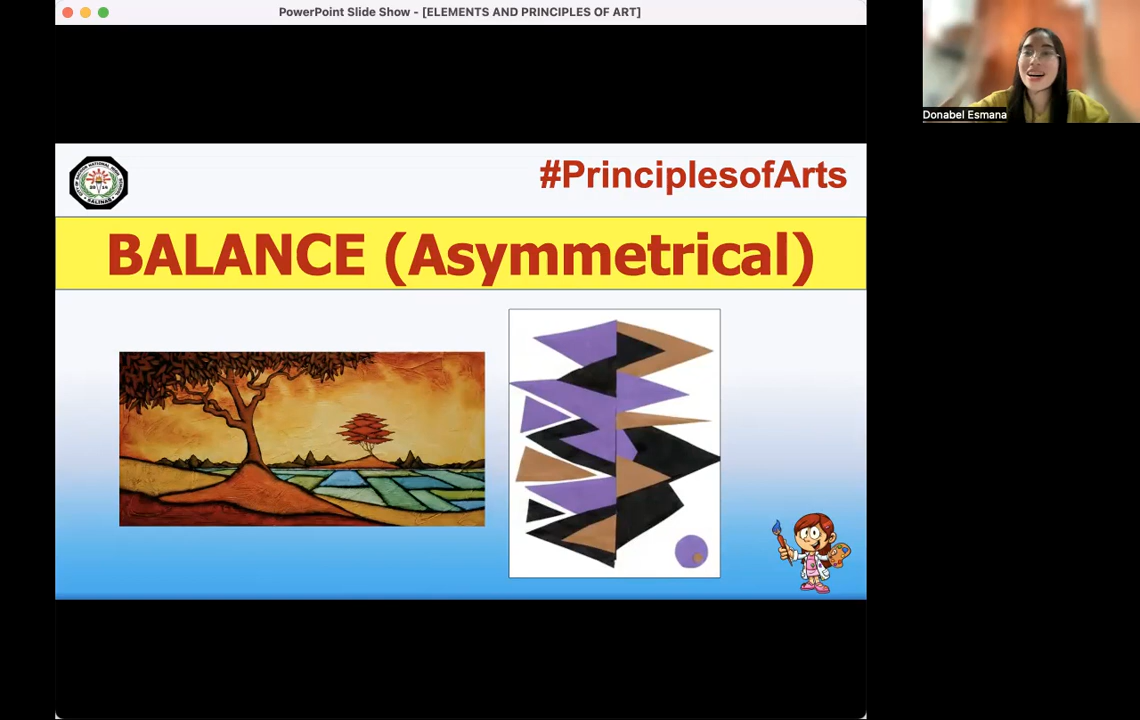 PowerPoint Slide Show - [ELEMENTS AND PRINCIPLES OF ART]
Donabel Esmana
#PrinciplesofArts
BALANCE (Asymmetrical)